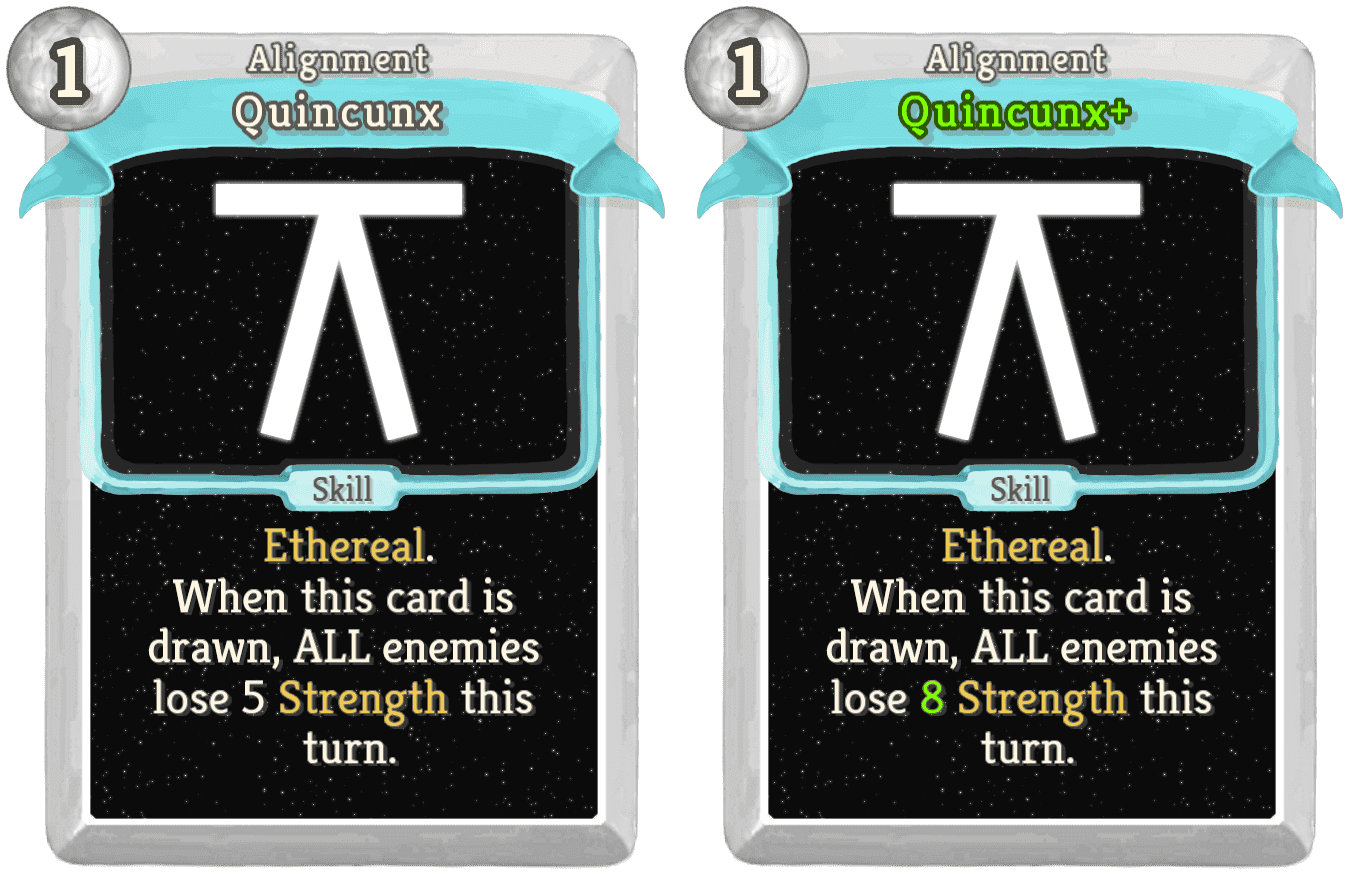 1
Alignment
Quincunx
Skill
Ethereal.
When this card is
drawn, ALL enemies
lose 5 Strength this
turn.
1
Alignment
Quincunx+
Skill
Ethereal.
When this card is
drawn, ALL enemies
lose 8 Strength this
turn.